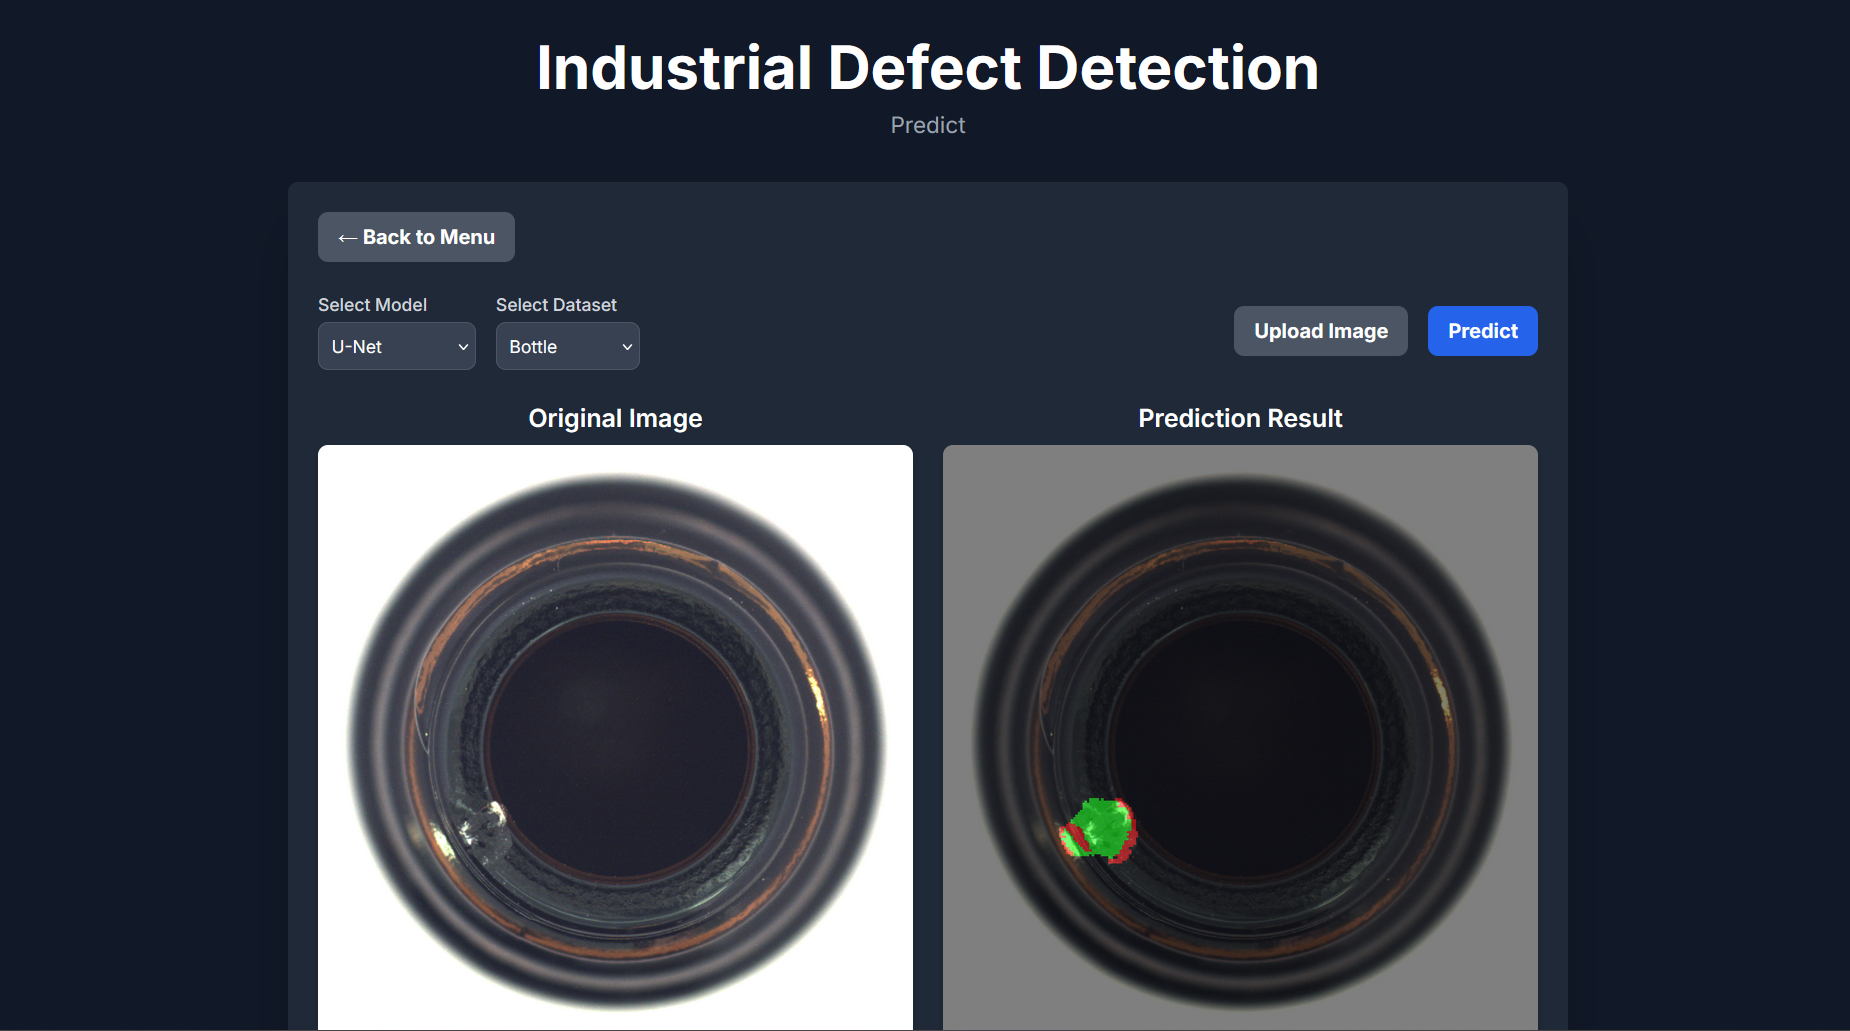 Industrial Defect Detection
Predict
← Back to Menu
Select Model
Select Dataset
U-Net
Bottle
Upload Image
Predict
Original Image
Prediction Result